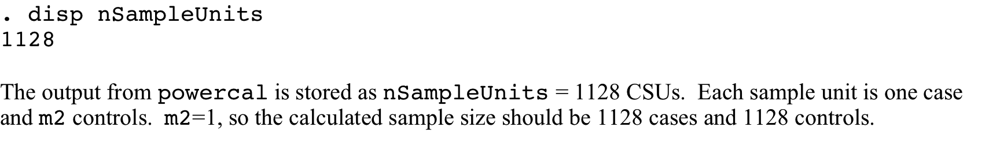 . disp nSampleUnits
1128
The output from powercal is stored as nSampleUnits = 1128 CSUs.  Each sample unit is one case
and m2 controls.  m2=1, so the calculated sample size should be 1128 cases and 1128 controls.